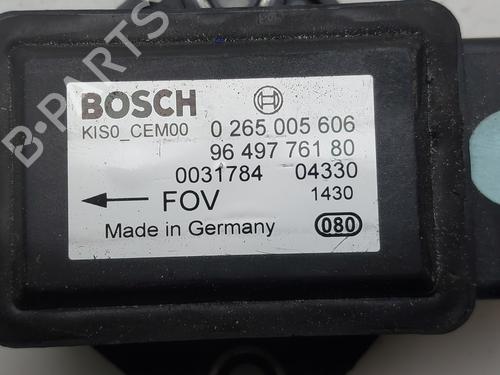 B-PARTS
BOSCH
KIS0_CEM00 0 265 005 606
96 497 761 80
0031784 04330
FOV 1430
Made in Germany 080